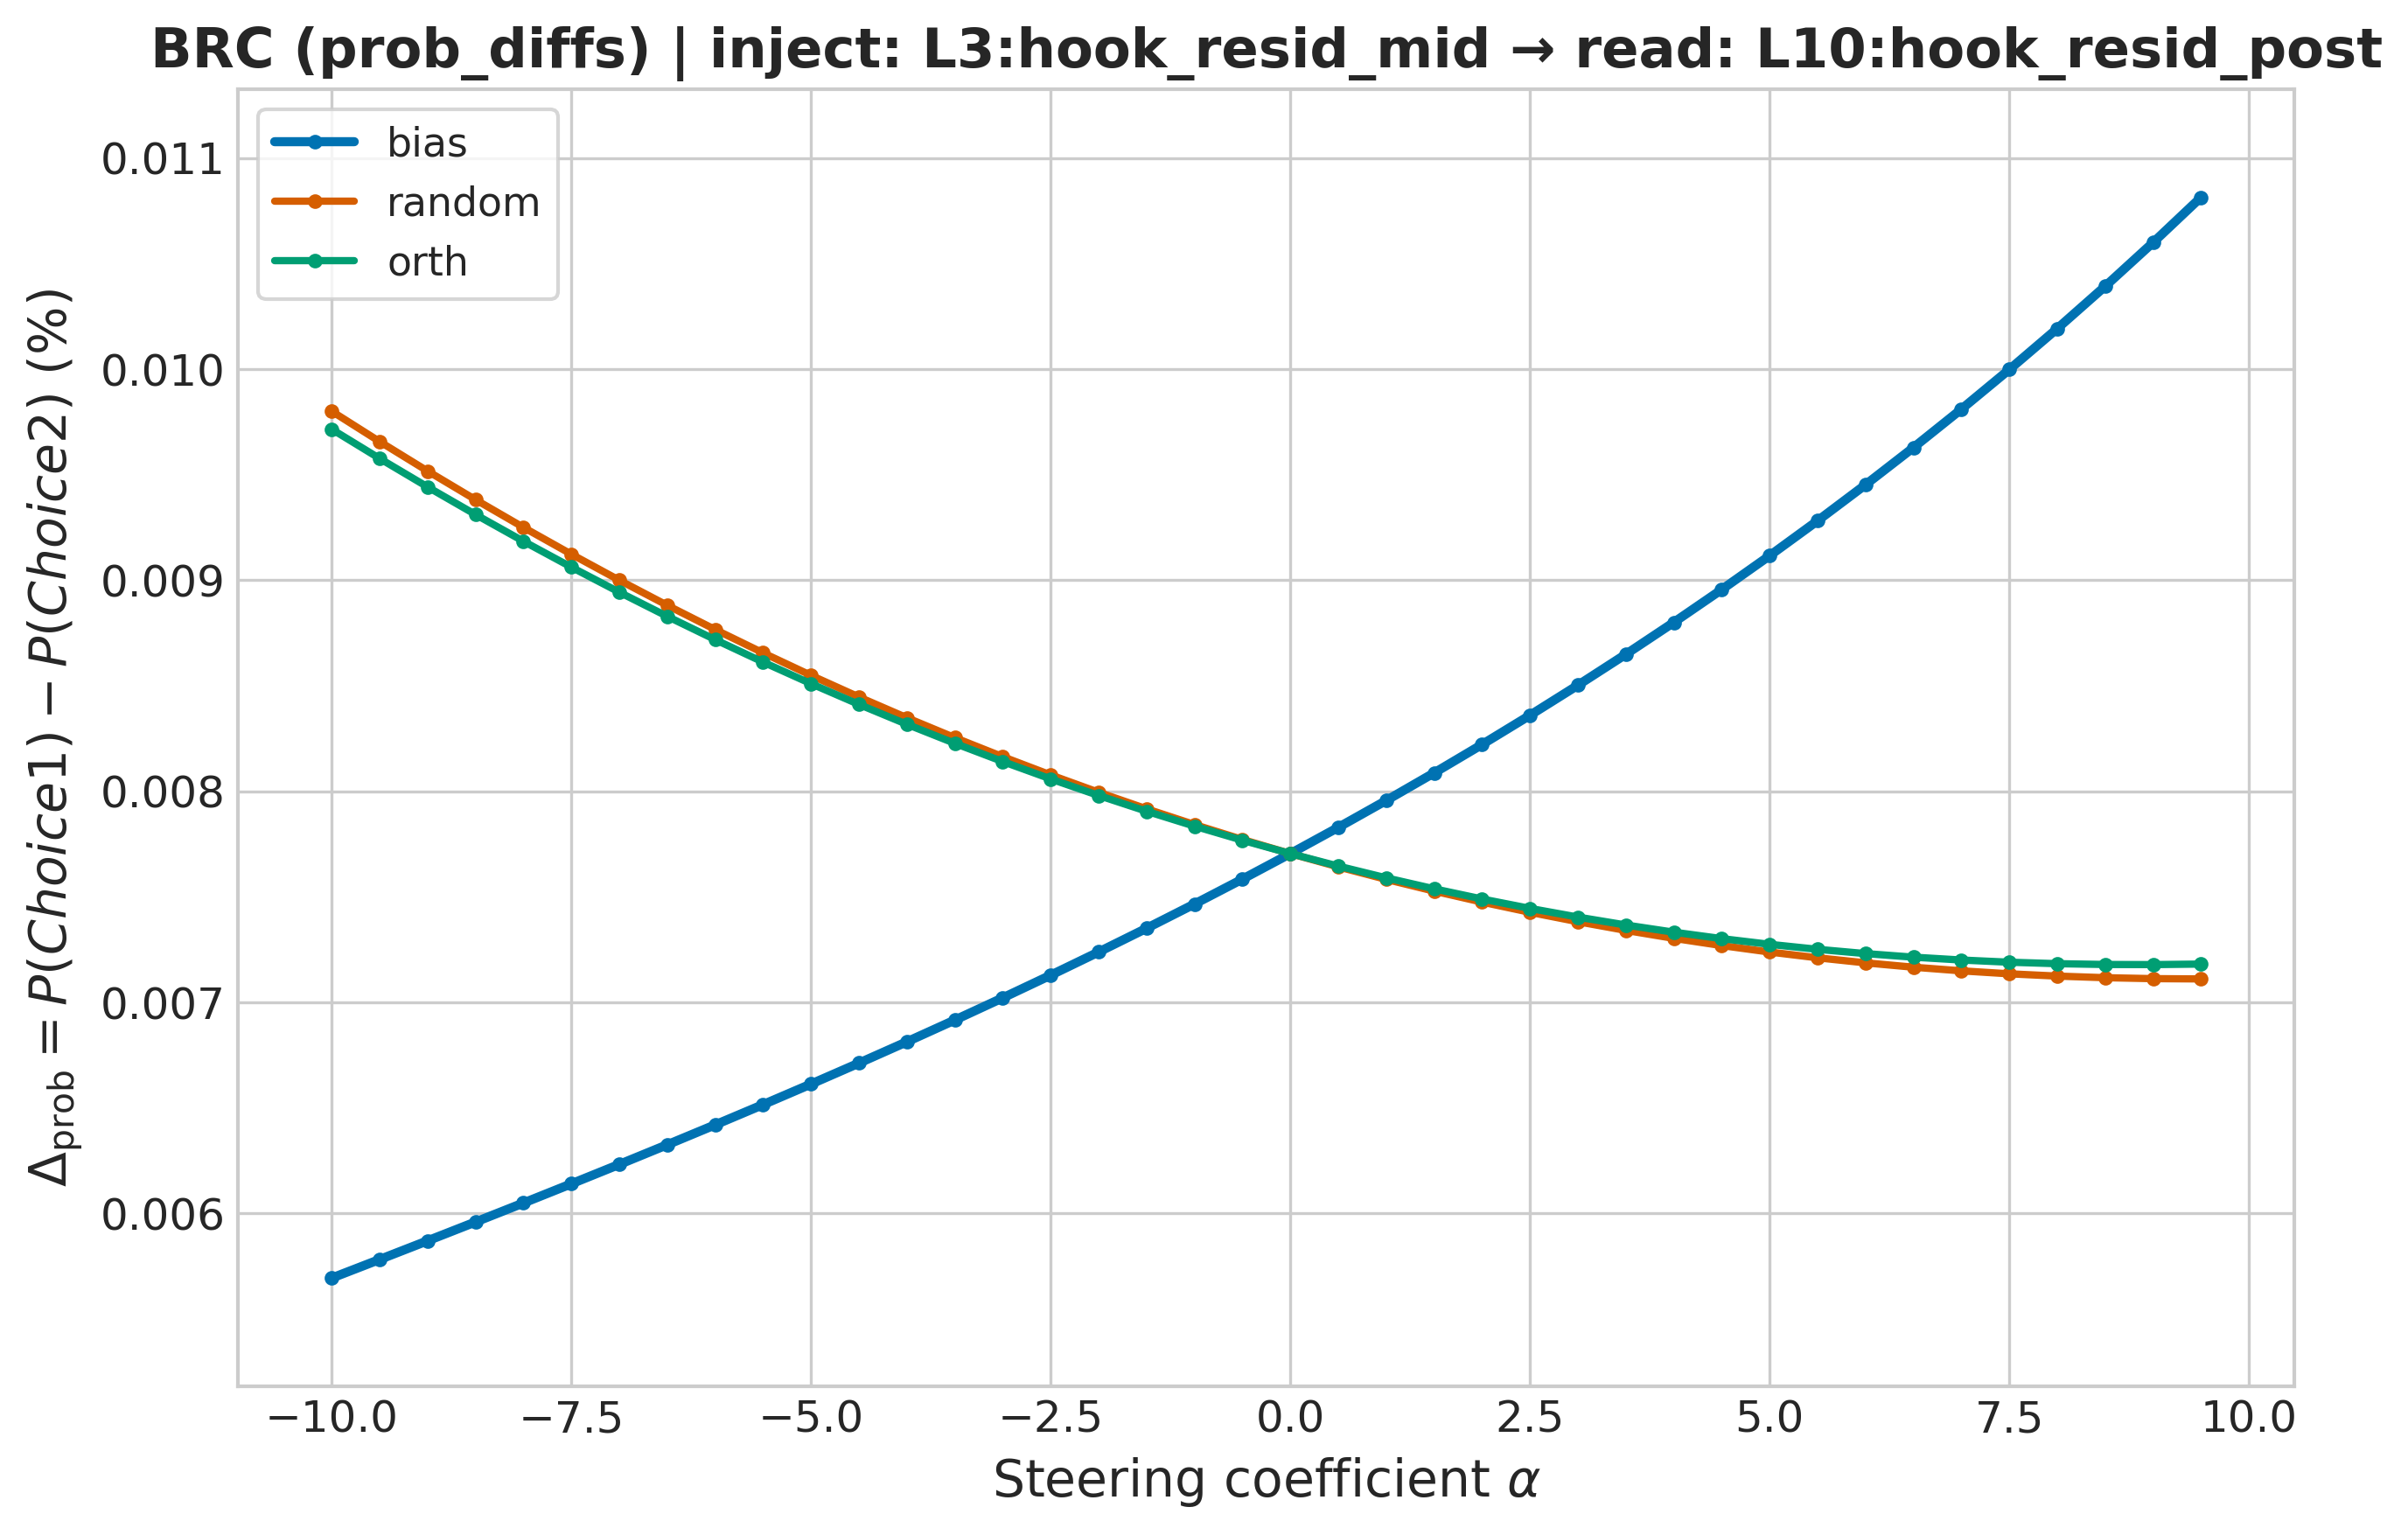 BRC (prob_diffs) | inject: L3:hook_resid_mid → read: L10:hook_resid_post
bias
random
orth
Δprob = P(Choice1) − P(Choice2) (%)
0.011
0.010
0.009
0.008
0.007
0.006
−10.0 −7.5 −5.0 −2.5 0.0 2.5 5.0 7.5 10.0
Steering coefficient α